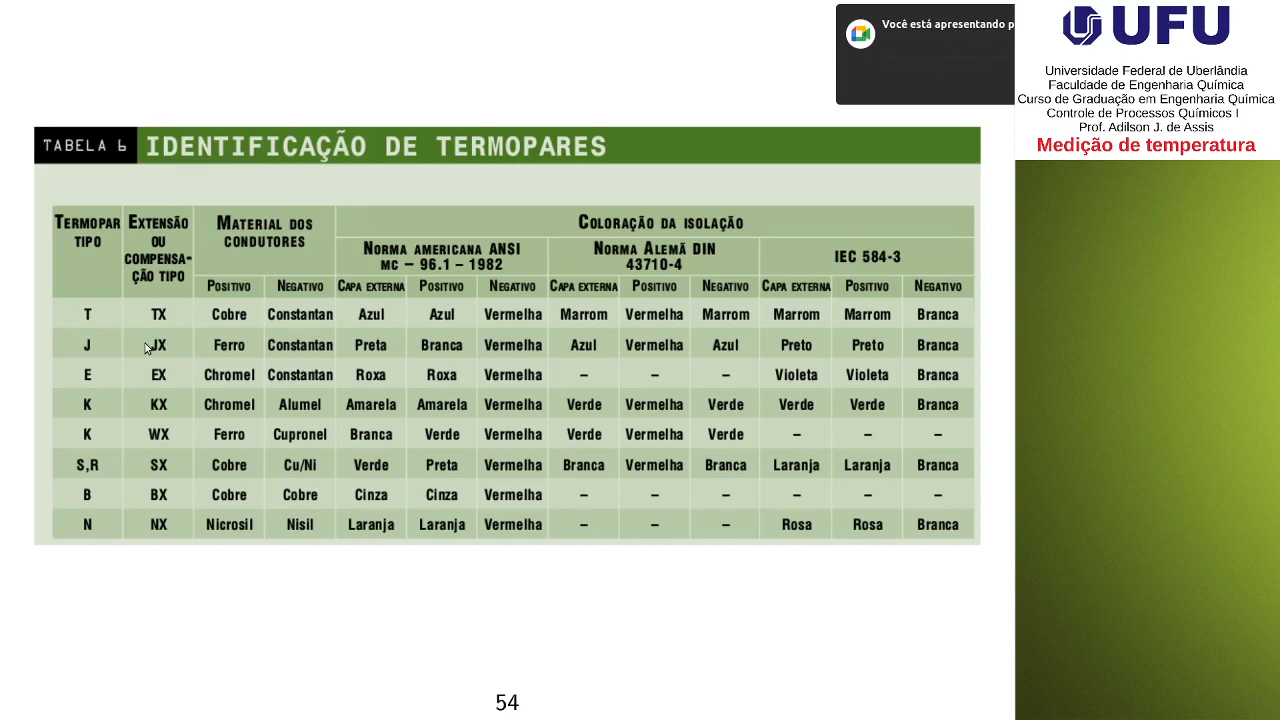 Você está apresentando p
UFU
Universidade Federal de Uberlândia
Faculdade de Engenharia Química
Curso de Graduação em Engenharia Química
Controle de Processos Químicos I
Prof. Adilson J. de Assis
Medição de temperatura
TABELA 6 IDENTIFICAÇÃO DE TERMOPARES
TERMOPAR TIPO EXTENSÃO OU COMPENSA-ÇÃO TIPO MATERIAL DOS CONDUTORES COLORAÇÃO DA ISOLAÇÃO
NORMA AMERICANA ANSI MC – 96.1 – 1982 NORMA ALEMÃ DIN 43710-4 IEC 584-3
POSITIVO NEGATIVO CAPA EXTERNA POSITIVO NEGATIVO CAPA EXTERNA POSITIVO NEGATIVO CAPA EXTERNA POSITIVO NEGATIVO
T TX Cobre Constantan Azul Azul Vermelha Marrom Vermelha Marrom Marrom Marrom Branca
J JX Ferro Constantan Preta Branca Vermelha Azul Vermelha Azul Preto Preto Branca
E EX Chromel Constantan Roxa Roxa Vermelha – – – Violeta Violeta Branca
K KX Chromel Alumel Amarela Amarela Vermelha Verde Vermelha Verde Verde Verde Branca
K WX Ferro Cupronel Branca Verde Vermelha Verde Vermelha Verde – – –
S,R SX Cobre Cu/Ni Verde Preta Vermelha Branca Vermelha Branca Laranja Laranja Branca
B BX Cobre Cobre Cinza Cinza Vermelha – – – – – –
N NX Nicrosil Nisil Laranja Laranja Vermelha – – – Rosa Rosa Branca
54